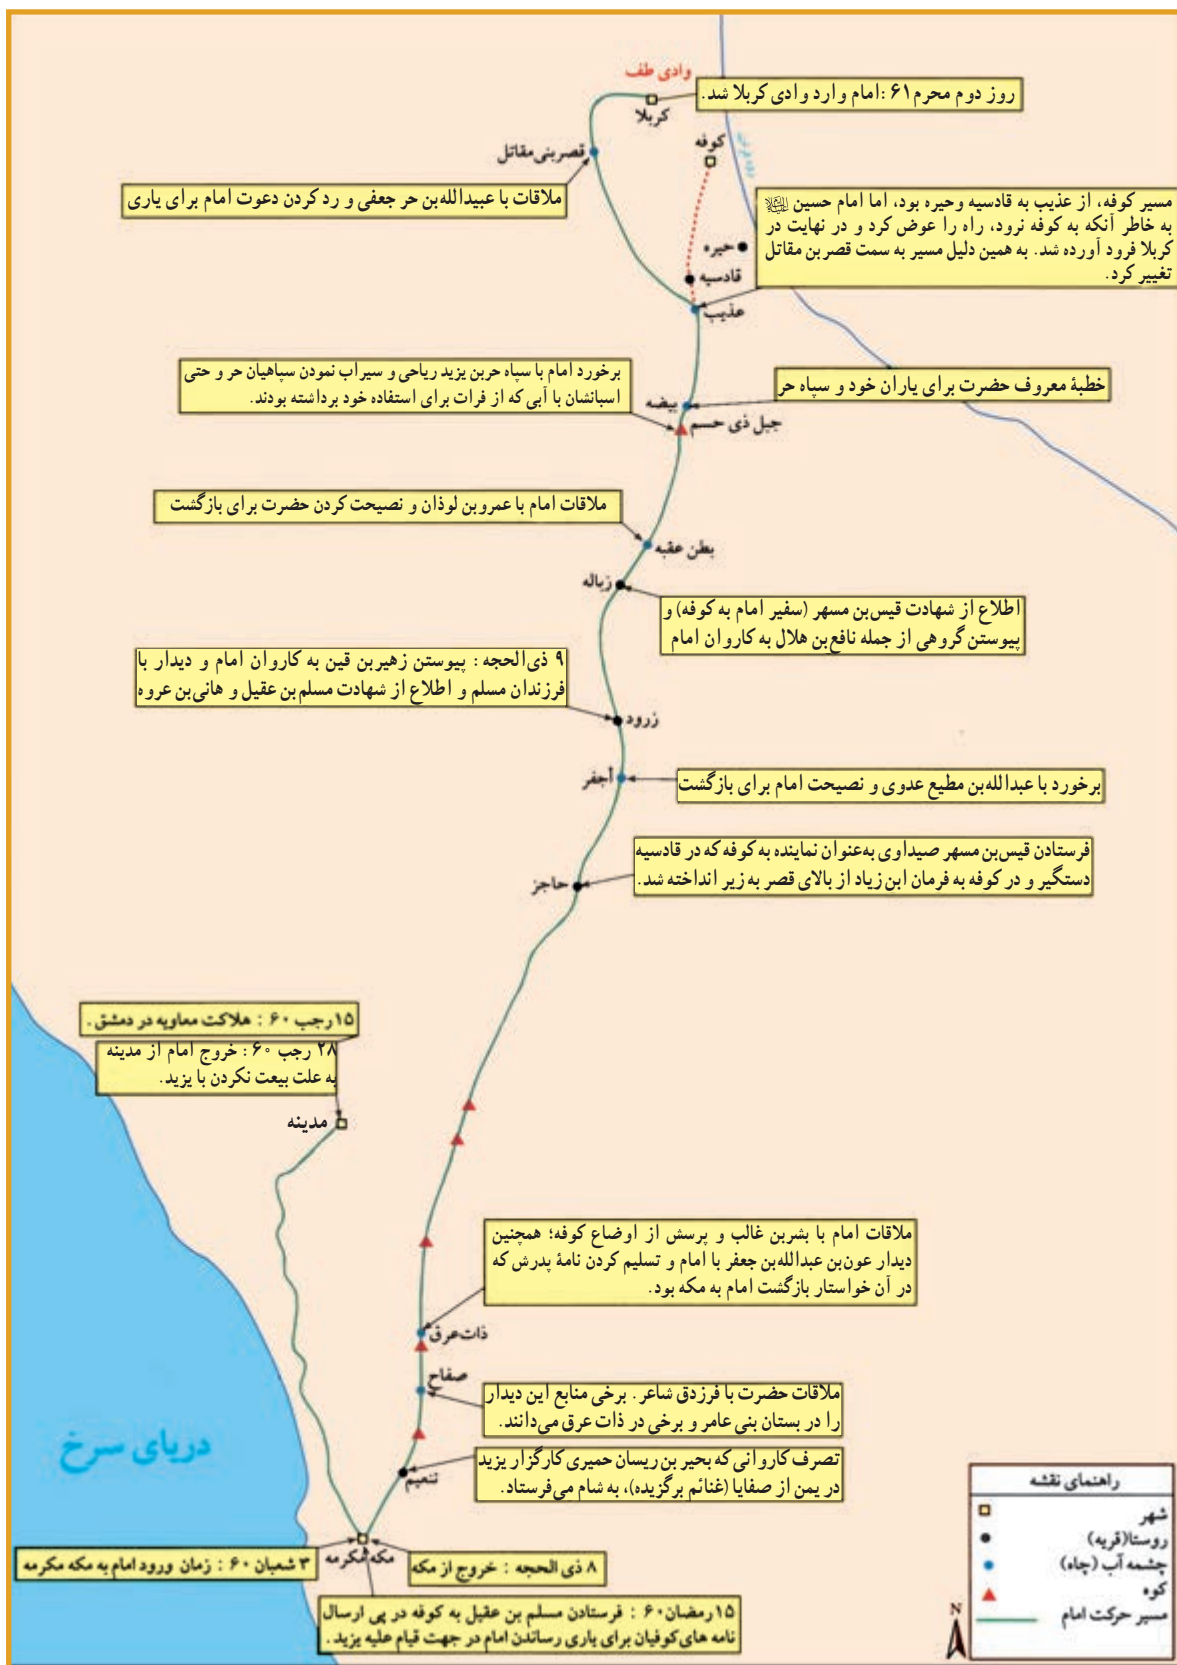 وادی طف
روز دوم محرم۶۱ :امام وارد وادی کربلا شد.
کربلا
کوفه
قصربنی مقاتل
ملاقات با عبیدالله‌بن حر جعفی و رد کردن دعوت امام برای یاری
مسیر کوفه، از عذیب به قادسیه وحیره بود، اما امام حسین
به خاطر آنکه به کوفه نرود، راه را عوض کرد و در نهایت در
کربلا فرود آورده شد. به همین دلیل مسیر به سمت قصربن مقاتل
تغییر کرد.
حیره
قادسیه
عذیب
برخورد امام با سپاه حربن یزید ریاحی و سیراب نمودن سپاهیان حر و حتی
اسبانشان با آبی که از فرات برای استفاده خود برداشته بودند.
خطبهٔ معروف حضرت برای یاران خود و سپاه حر
بیضه
جبل ذی حسم
ملاقات امام با عمروبن لوذان و نصیحت کردن حضرت برای بازگشت
بطن عقبه
زباله
اطلاع از شهادت قیس‌بن مسهر (سفیر امام به کوفه) و
پیوستن گروهی از جمله نافع‌بن هلال به کاروان امام
۹ ذی‌الحجه : پیوستن زهیربن قین به کاروان امام و دیدار با
فرزندان مسلم و اطلاع از شهادت مسلم‌بن عقیل و هانی‌بن عروه
زرود
أجفر
برخورد با عبدالله‌بن مطیع عدوی و نصیحت امام برای بازگشت
فرستادن قیس‌بن مسهر صیداوی به‌عنوان نماینده به کوفه که در قادسیه
دستگیر و در کوفه به فرمان ابن زیاد از بالای قصر به زیر انداخته شد.
حاجز
۱۵رجب ۶۰ : هلاکت معاویه در دمشق.
۲۸ رجب ۶۰ : خروج امام از مدینه
به علت بیعت نکردن با یزید.
مدینه
ملاقات امام با بشربن غالب و پرسش از اوضاع کوفه؛ همچنین
دیدار عون‌بن عبدالله‌بن جعفر با امام و تسلیم کردن نامهٔ پدرش که
در آن خواستار بازگشت امام به مکه بود.
ذات‌عرق
صفاح
ملاقات حضرت با فرزدق شاعر. برخی منابع این دیدار
را در بستان بنی عامر و برخی در ذات عرق می‌دانند.
تصرف کاروانی که بحیر بن ریسان حمیری کارگزار یزید
در یمن از صفایا (غنائم برگزیده)، به شام می‌فرستاد.
تنعیم
دریای سرخ
مکه مکرمه
۳ شعبان ۶۰ : زمان ورود امام به مکه مکرمه
۸ ذی الحجه : خروج از مکه
۱۵رمضان۶۰ : فرستادن مسلم بن عقیل به کوفه در پی ارسال
نامه های‌کوفیان برای یاری رساندن امام در جهت قیام علیه یزید.
راهنمای نقشه
شهر
روستا(قریه)
چشمه آب (چاه)
کوه
مسیر حرکت امام
N